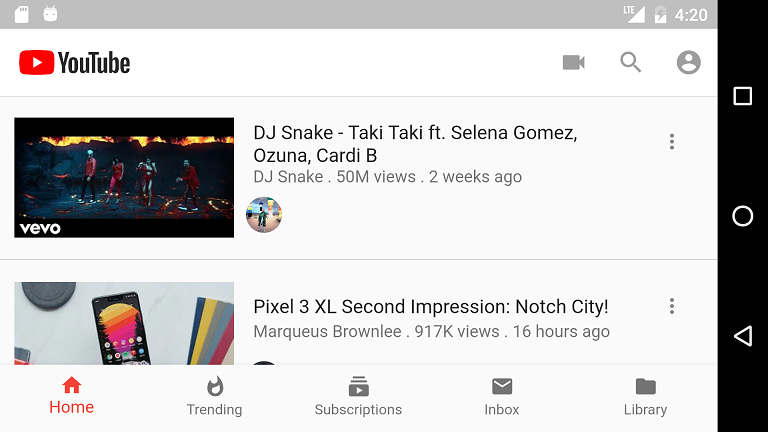 LTE 4:20
YouTube
DJ Snake - Taki Taki ft. Selena Gomez,
Ozuna, Cardi B
DJ Snake . 50M views . 2 weeks ago
vevo
Pixel 3 XL Second Impression: Notch City!
Marqueus Brownlee . 917K views . 16 hours ago
Home
Trending
Subscriptions
Inbox
Library